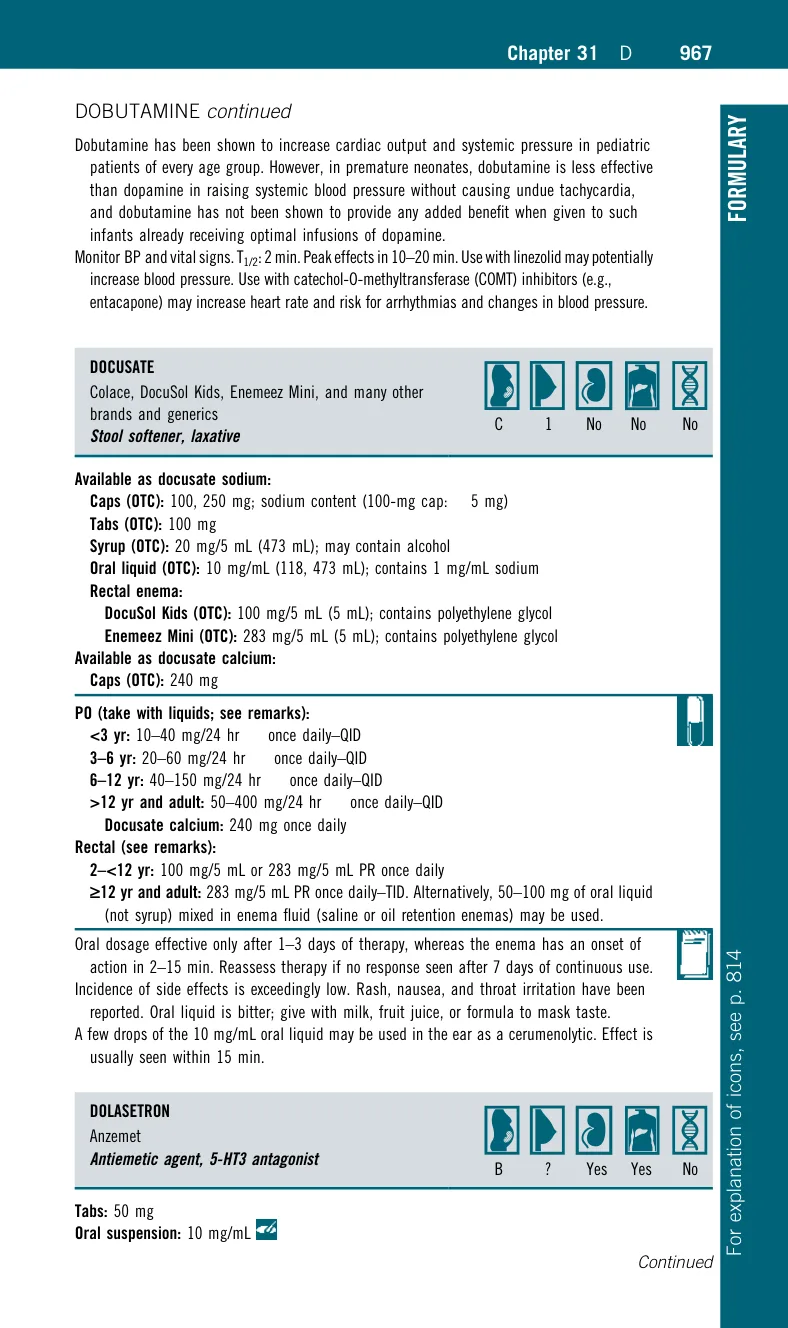 Chapter 31 D 967
DOBUTAMINE continued
Dobutamine has been shown to increase cardiac output and systemic pressure in pediatric
patients of every age group. However, in premature neonates, dobutamine is less effective
than dopamine in raising systemic blood pressure without causing undue tachycardia,
and dobutamine has not been shown to provide any added benefit when given to such
infants already receiving optimal infusions of dopamine.
Monitor BP and vital signs. T1/2: 2 min. Peak effects in 10–20 min. Use with linezolid may potentially
increase blood pressure. Use with catechol-O-methyltransferase (COMT) inhibitors (e.g.,
entacapone) may increase heart rate and risk for arrhythmias and changes in blood pressure.
DOCUSATE
Colace, DocuSol Kids, Enemeez Mini, and many other
brands and generics
Stool softener, laxative
C 1 No No No
Available as docusate sodium:
Caps (OTC): 100, 250 mg; sodium content (100-mg cap: 5 mg)
Tabs (OTC): 100 mg
Syrup (OTC): 20 mg/5 mL (473 mL); may contain alcohol
Oral liquid (OTC): 10 mg/mL (118, 473 mL); contains 1 mg/mL sodium
Rectal enema:
DocuSol Kids (OTC): 100 mg/5 mL (5 mL); contains polyethylene glycol
Enemeez Mini (OTC): 283 mg/5 mL (5 mL); contains polyethylene glycol
Available as docusate calcium:
Caps (OTC): 240 mg
PO (take with liquids; see remarks):
<3 yr: 10–40 mg/24 hr once daily–QID
3–6 yr: 20–60 mg/24 hr once daily–QID
6–12 yr: 40–150 mg/24 hr once daily–QID
>12 yr and adult: 50–400 mg/24 hr once daily–QID
Docusate calcium: 240 mg once daily
Rectal (see remarks):
2–<12 yr: 100 mg/5 mL or 283 mg/5 mL PR once daily
≥12 yr and adult: 283 mg/5 mL PR once daily–TID. Alternatively, 50–100 mg of oral liquid
(not syrup) mixed in enema fluid (saline or oil retention enemas) may be used.
Oral dosage effective only after 1–3 days of therapy, whereas the enema has an onset of
action in 2–15 min. Reassess therapy if no response seen after 7 days of continuous use.
Incidence of side effects is exceedingly low. Rash, nausea, and throat irritation have been
reported. Oral liquid is bitter; give with milk, fruit juice, or formula to mask taste.
A few drops of the 10 mg/mL oral liquid may be used in the ear as a cerumenolytic. Effect is
usually seen within 15 min.
DOLASETRON
Anzemet
Antiemetic agent, 5-HT3 antagonist
B ? Yes Yes No
Tabs: 50 mg
Oral suspension: 10 mg/mL
Continued
FORMULARY
For explanation of icons, see p. 814